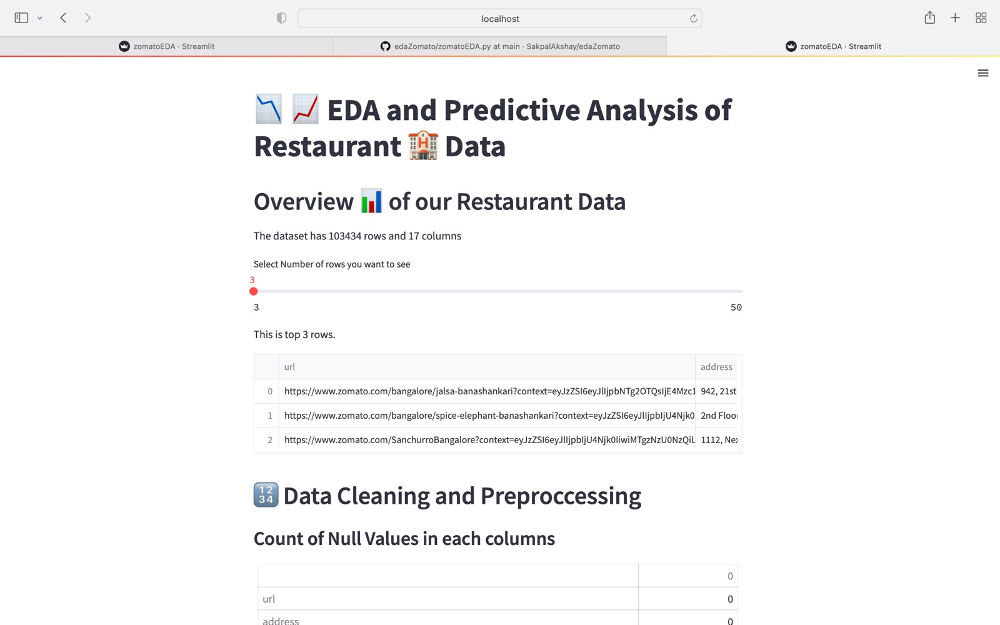 localhost
zomatoEDA · Streamlit
edaZomato/zomatoEDA.py at main · SakpalAkshay/edaZomato
zomatoEDA · Streamlit
EDA and Predictive Analysis of
Restaurant H Data
Overview of our Restaurant Data
The dataset has 103434 rows and 17 columns
Select Number of rows you want to see
3
3 50
This is top 3 rows.
url address
0 https://www.zomato.com/bangalore/jalsa-banashankari?context=eyJzZSI6eyJlIjpbNTg2OTQsIjE4Mzc1 942, 21st
1 https://www.zomato.com/bangalore/spice-elephant-banashankari?context=eyJzZSI6eyJlIjpbIjU4Njk0 2nd Floor
2 https://www.zomato.com/SanchurroBangalore?context=eyJzZSI6eyJlIjpbIjU4Njk0IiwiMTgzNzU0NzQiL 1112, Nex
1234 Data Cleaning and Preproccessing
Count of Null Values in each columns
0
url 0
address 0